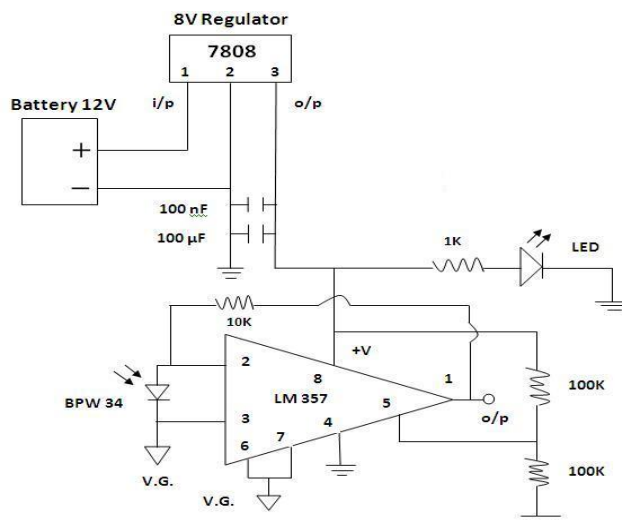 8V Regulator
7808
1 2 3
i/p o/p
Battery 12V
+
−
100 nF
100 µF
1K
LED
10K
+V
2
8
1
100K
LM 357
5
o/p
BPW 34
3
4
7
6
100K
V.G.
V.G.